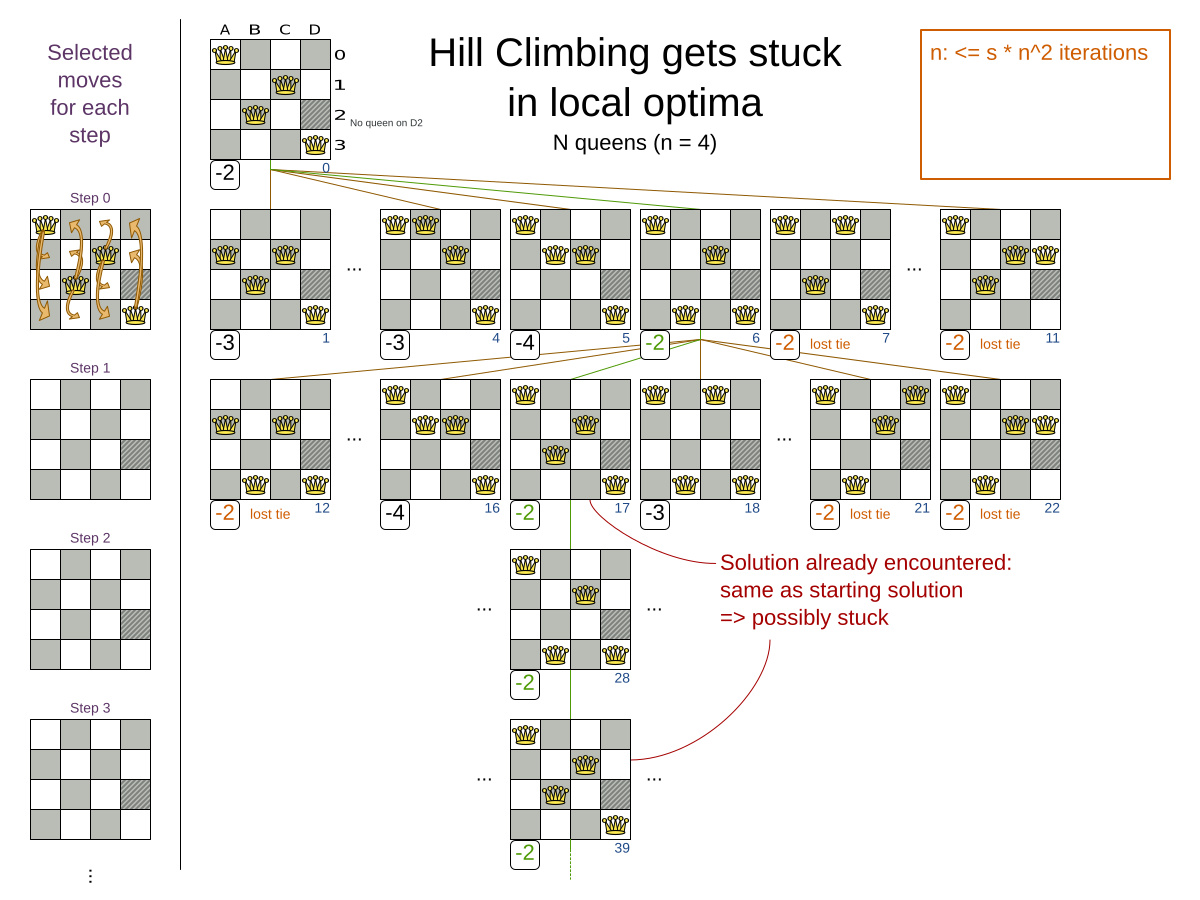 Selected
moves
for each
step
A B C D
0
1
2
3
No queen on D2
-2
0
Hill Climbing gets stuck
in local optima
N queens (n = 4)
n: <= s * n^2 iterations
Step 0
...
...
-3
1
-3
4
-4
5
-2
6
-2
lost tie
7
-2
lost tie
11
Step 1
...
...
-2
lost tie
12
-4
16
-2
17
-3
18
-2
lost tie
21
-2
lost tie
22
Step 2
...
...
-2
28
Solution already encountered:
same as starting solution
=> possibly stuck
Step 3
...
...
-2
39
...